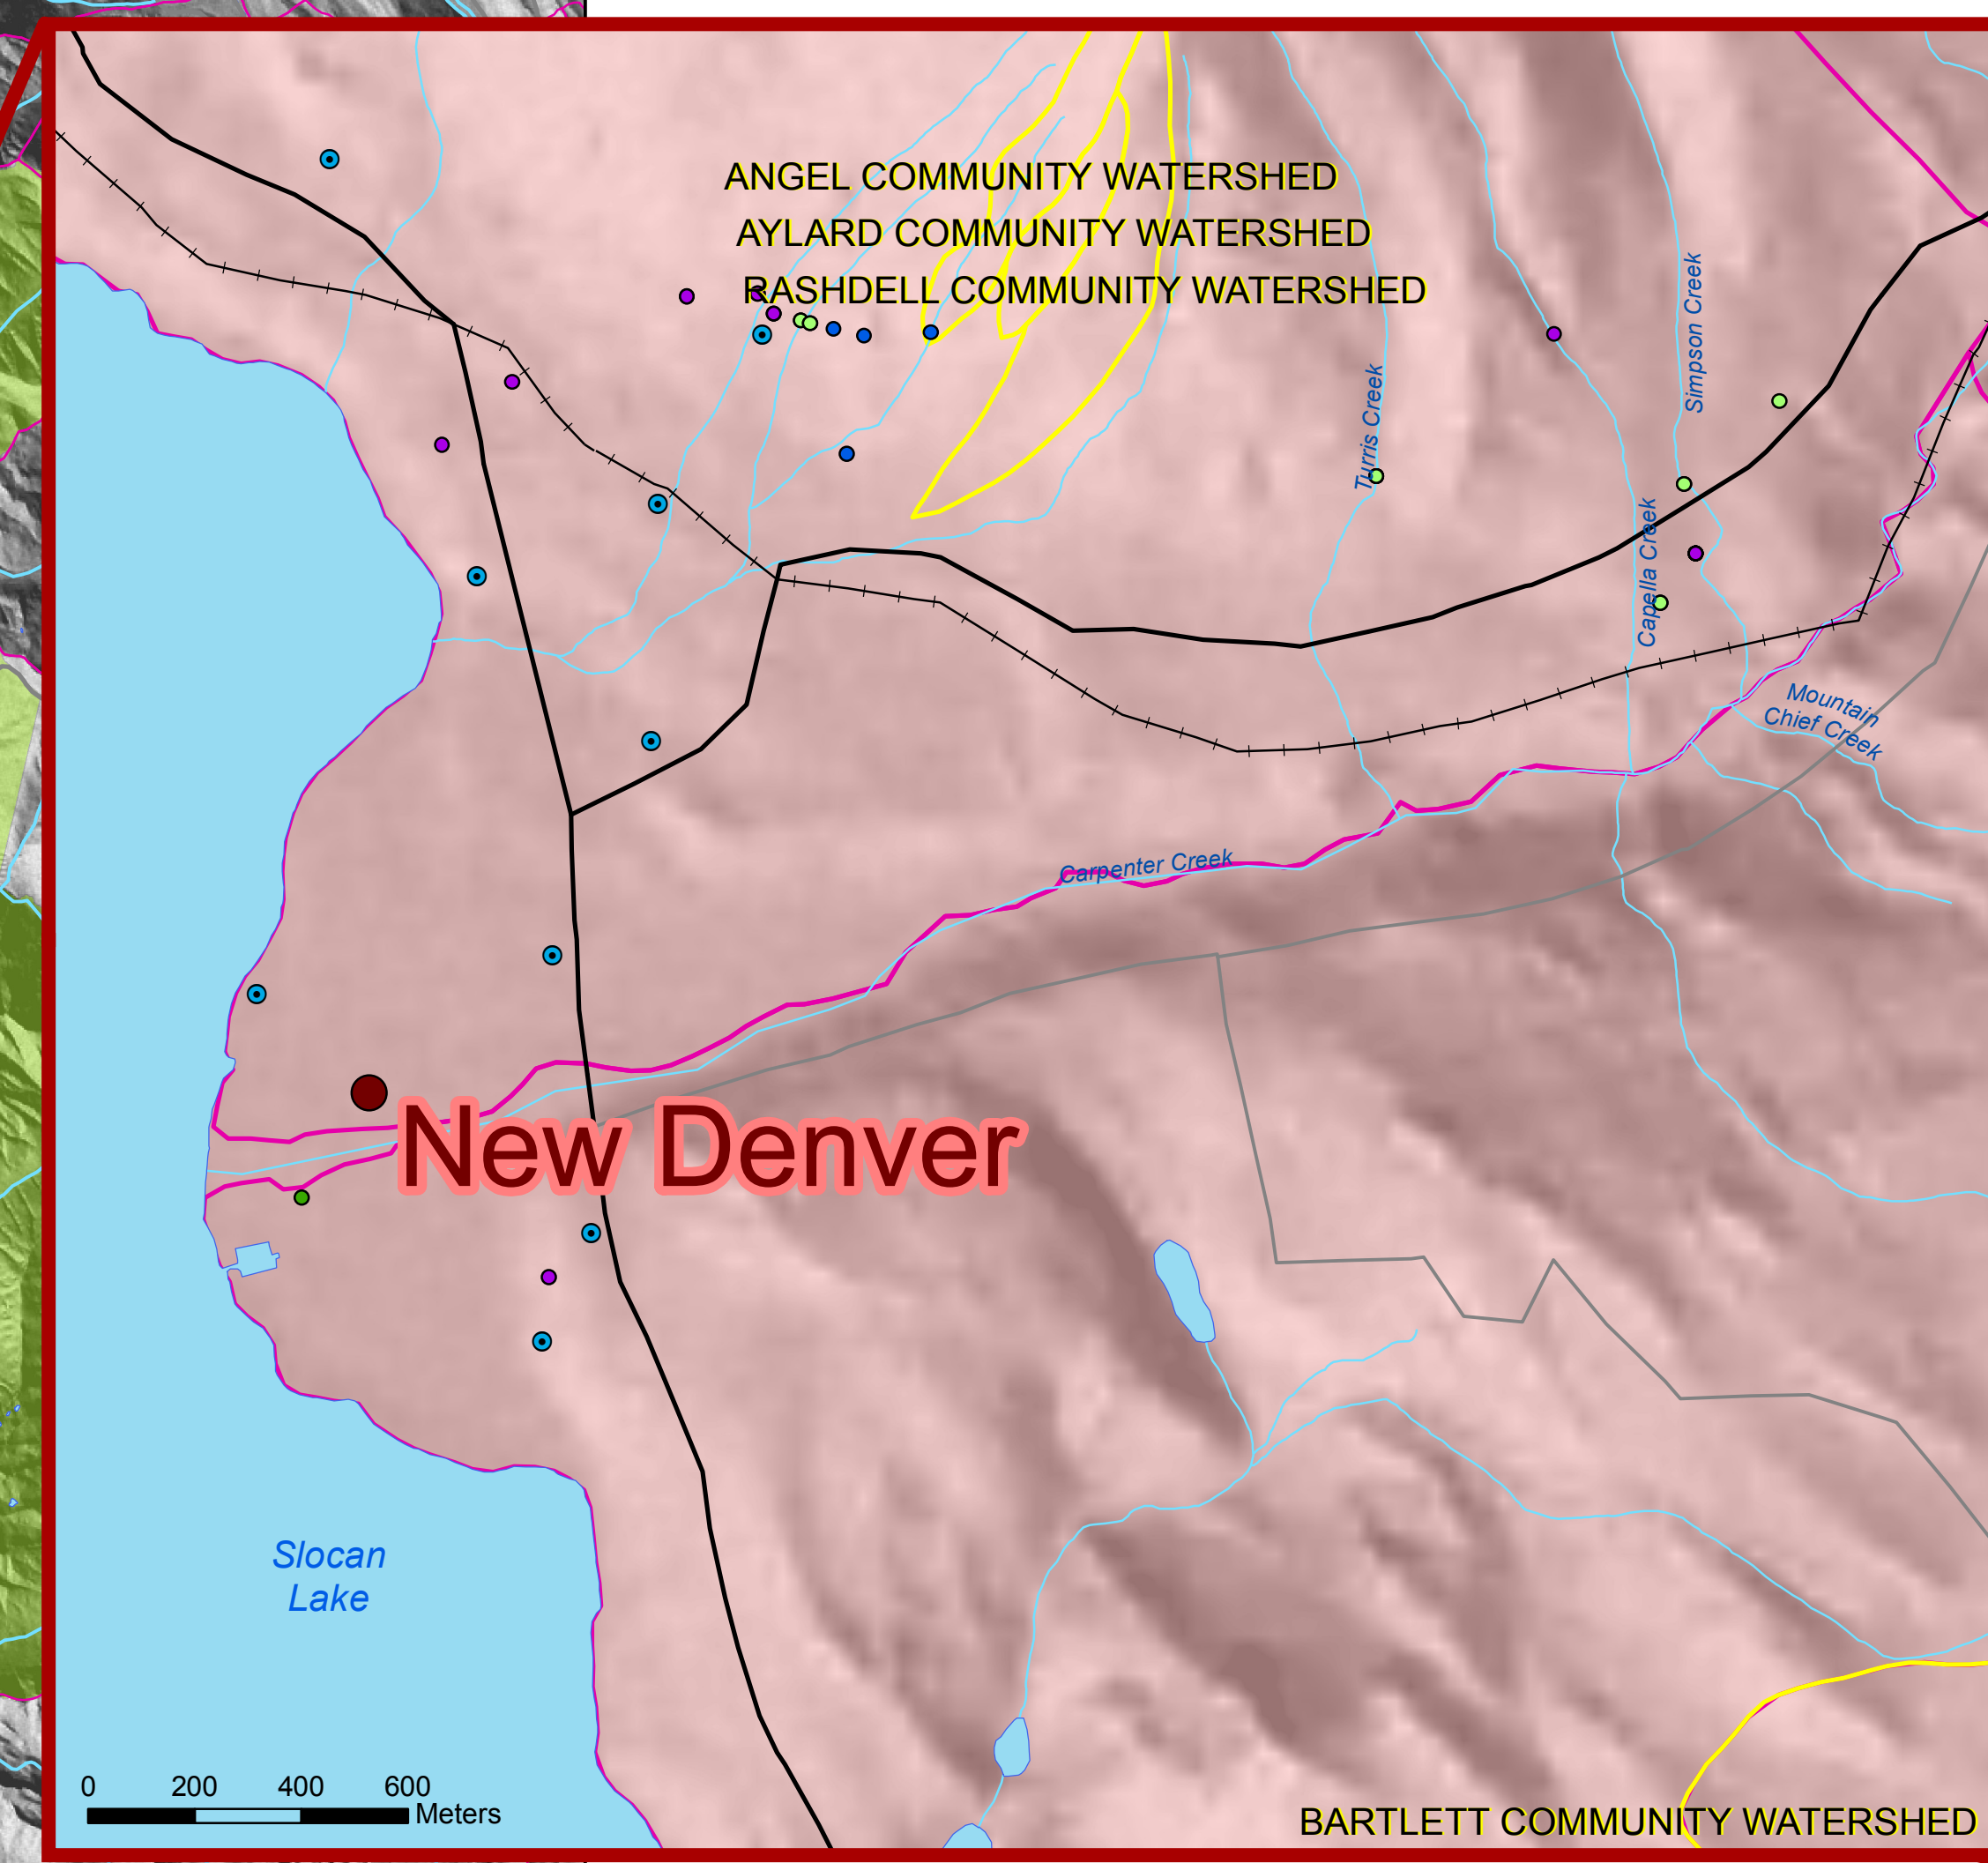 ANGEL COMMUNITY WATERSHED
AYLARD COMMUNITY WATERSHED
RASHDELL COMMUNITY WATERSHED
Simpson Creek
Turris Creek
Capella Creek
Mountain
Chief Creek
Carpenter Creek
New Denver
Slocan
Lake
0 200 400 600
Meters
BARTLETT COMMUNITY WATERSHED